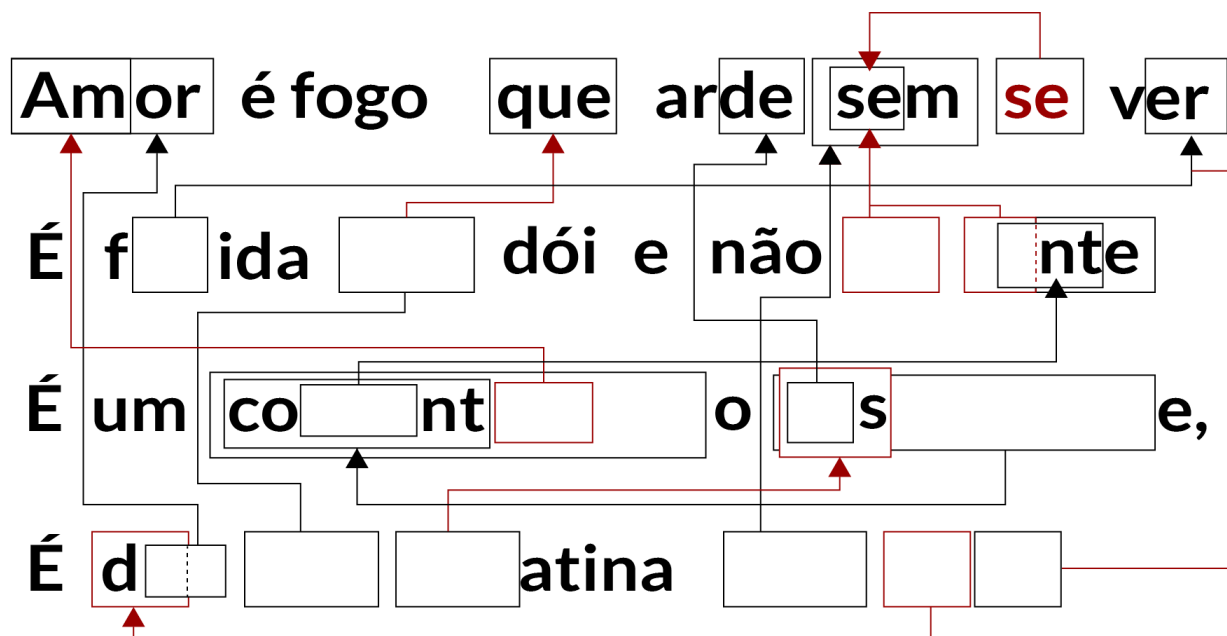 Amor é fogo que arde sem se ver
É f ida dói e não nte
É um co nt o s e,
É d atina